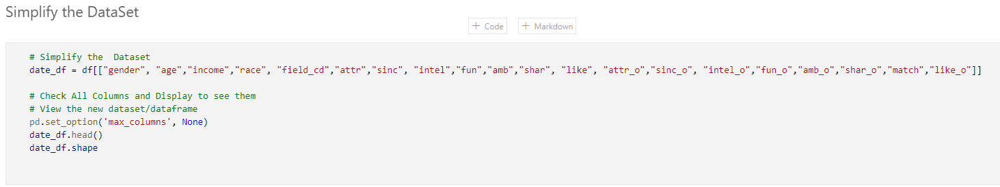 Simplify the DataSet
+ Code + Markdown
# Simplify the  Dataset
date_df = df[["gender", "age","income","race", "field_cd","attr","sinc", "intel","fun","amb","shar", "like", "attr_o","sinc_o", "intel_o","fun_o","amb_o","shar_o","match","like_o"]]
# Check All Columns and Display to see them
# View the new dataset/dataframe
pd.set_option('max_columns', None)
date_df.head()
date_df.shape